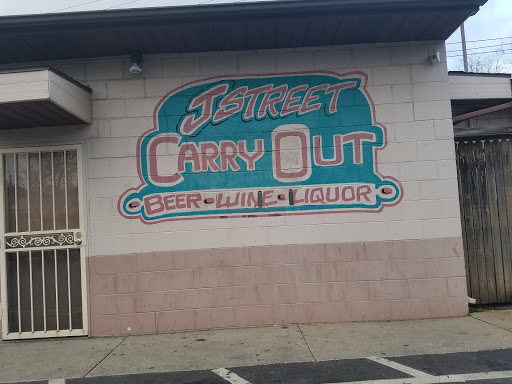 J STREET
CARRY OUT
BEER • WINE • LIQUOR